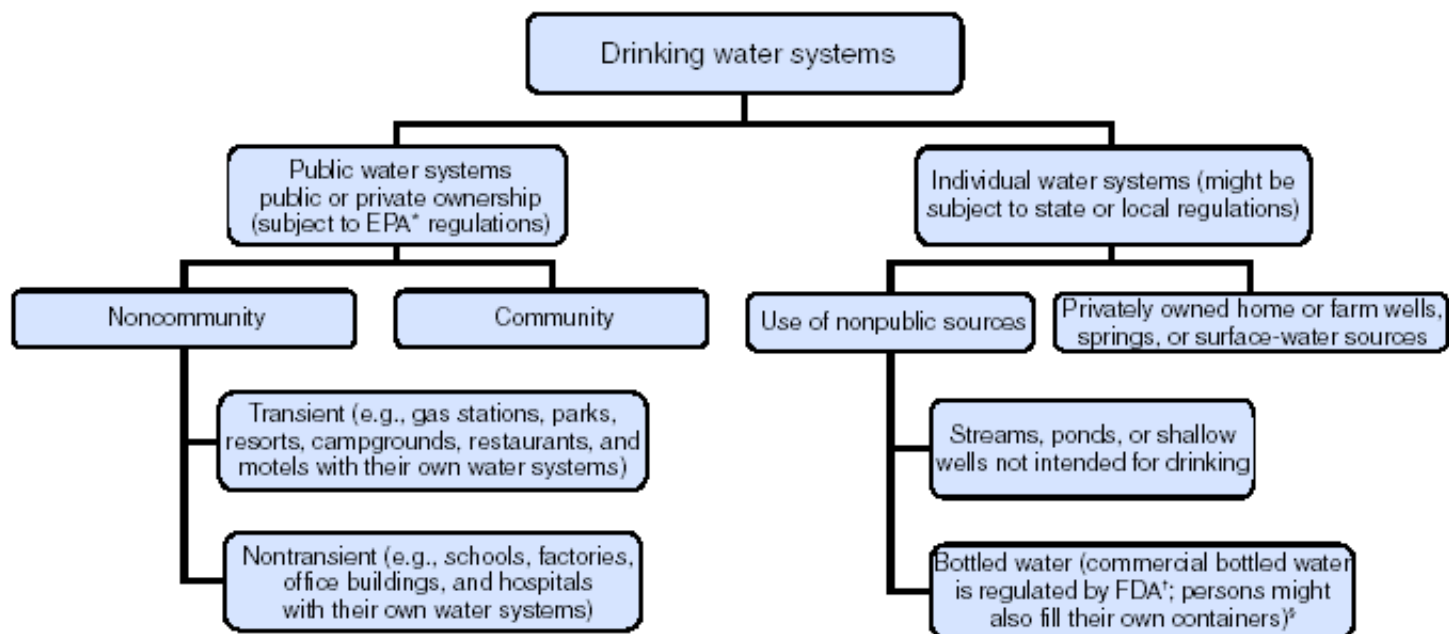 Drinking water systems
Public water systems
public or private ownership
(subject to EPA* regulations)
Individual water systems (might be
subject to state or local regulations)
Noncommunity
Community
Use of nonpublic sources
Privately owned home or farm wells,
springs, or surface-water sources
Transient (e.g., gas stations, parks,
resorts, campgrounds, restaurants, and
motels with their own water systems)
Streams, ponds, or shallow
wells not intended for drinking
Nontransient (e.g., schools, factories,
office buildings, and hospitals
with their own water systems)
Bottled water (commercial bottled water
is regulated by FDA†; persons might
also fill their own containers)§